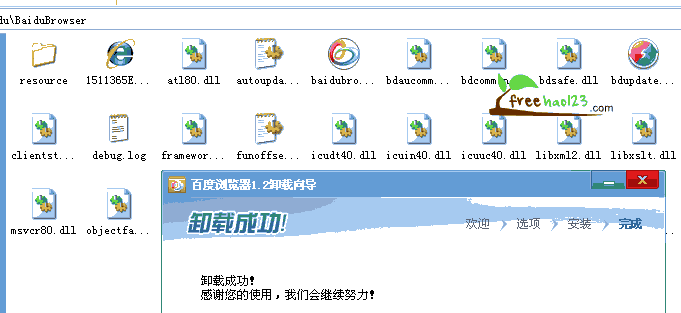 du\BaiduBrowser
resource
1511365E...
atl80.dll
autoupda...
baidubro...
bdaucomm...
bdcomm
bdsafe.dll
bdupdate...
freehao123.com
clientst...
debug.log
framewor...
funoffse...
icudt40.dll
icuin40.dll
icuuc40.dll
libxml2.dll
libxslt.dll
msvcr80.dll
objectfa...
百度浏览器1.2卸载向导
卸载成功!
欢迎
选项
安装
完成
卸载成功!
感谢您的使用，我们会继续努力!